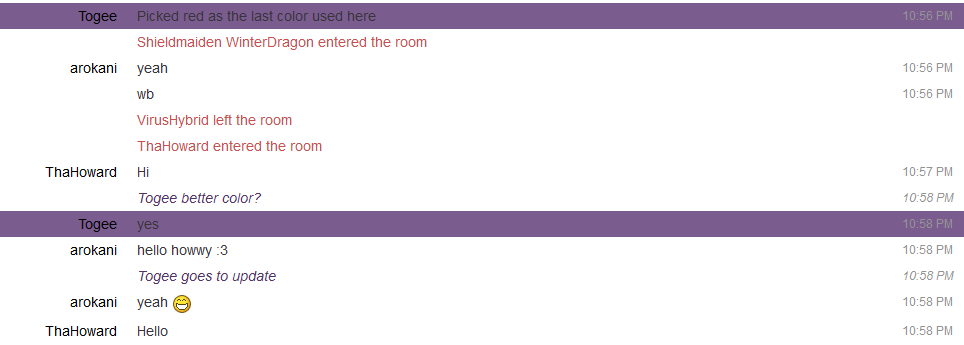 Togee Picked red as the last color used here 10:56 PM
Shieldmaiden WinterDragon entered the room
arokani yeah 10:56 PM
wb 10:56 PM
VirusHybrid left the room
ThaHoward entered the room
ThaHoward Hi 10:57 PM
Togee better color? 10:58 PM
Togee yes 10:58 PM
arokani hello howwy :3 10:58 PM
Togee goes to update 10:58 PM
arokani yeah 10:58 PM
ThaHoward Hello 10:58 PM